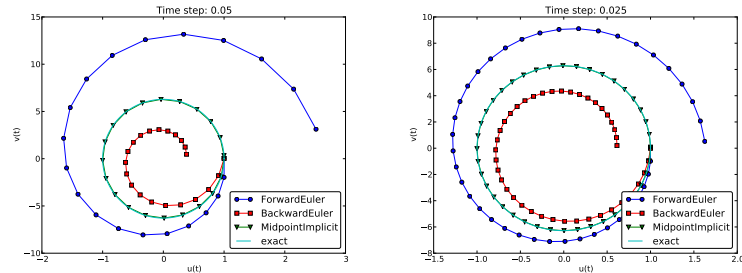 Time step: 0.05
15
10
5
0
−5
−10
−2
−1
0
1
2
3
u(t)
v(t)
ForwardEuler
BackwardEuler
MidpointImplicit
exact
Time step: 0.025
10
8
6
4
2
0
−2
−4
−6
−8
−1.5
−1.0
−0.5
0.0
0.5
1.0
1.5
2.0
u(t)
v(t)
ForwardEuler
BackwardEuler
MidpointImplicit
exact